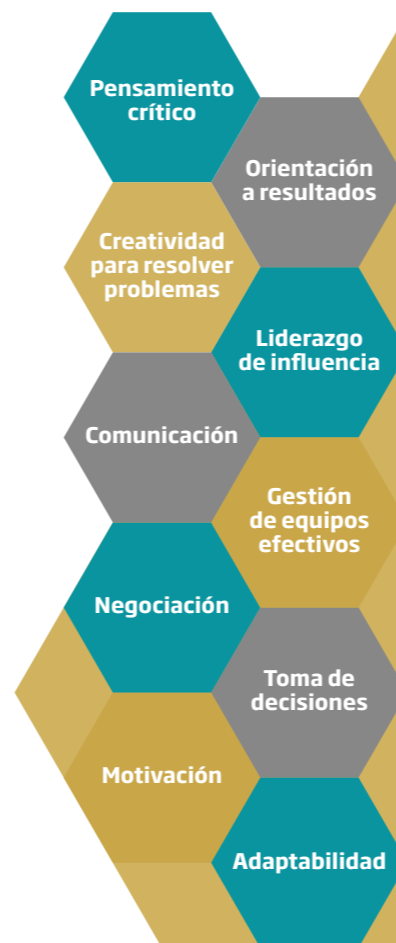 Pensamiento
crítico
Orientación
a resultados
Creatividad
para resolver
problemas
Liderazgo
de influencia
Comunicación
Gestión
de equipos
efectivos
Negociación
Toma de
decisiones
Motivación
Adaptabilidad